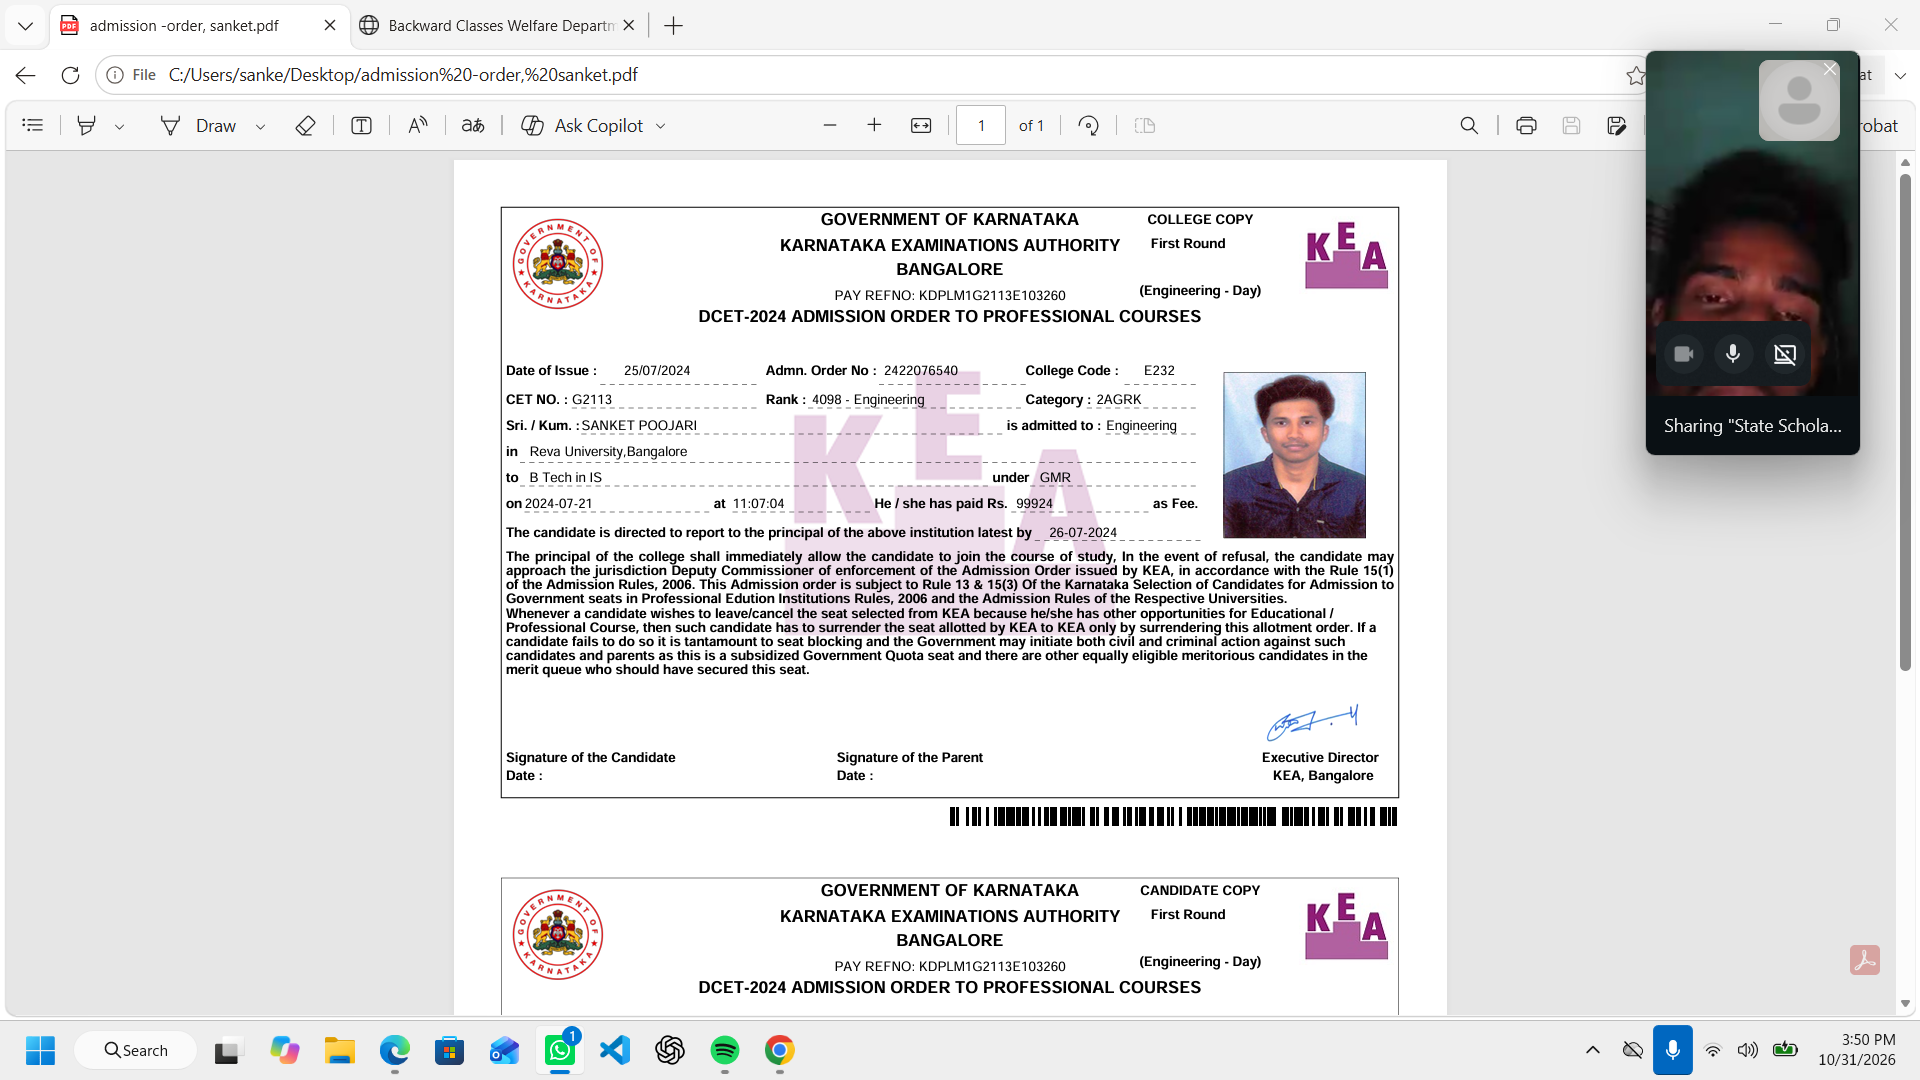 admission -order, sanket.pdf
Backward Classes Welfare Departm
File C:/Users/sanke/Desktop/admission%20-order,%20sanket.pdf
at
Draw
aあ
Ask Copilot
1 of 1
robat
GOVERNMENT OF KARNATAKA
COLLEGE COPY
KARNATAKA EXAMINATIONS AUTHORITY
First Round
BANGALORE
PAY REFNO: KDPLM1G2113E103260
(Engineering - Day)
DCET-2024 ADMISSION ORDER TO PROFESSIONAL COURSES
GOVERNMENT OF KARNATAKA
KEA
Date of Issue : 25/07/2024 Admn. Order No : 2422076540 College Code : E232
CET NO. : G2113 Rank : 4098 - Engineering Category : 2AGRK
Sri. / Kum. : SANKET POOJARI is admitted to : Engineering
in Reva University,Bangalore
to B Tech in IS under GMR
on 2024-07-21 at 11:07:04 He / she has paid Rs. 99924 as Fee.
The candidate is directed to report to the principal of the above institution latest by 26-07-2024
KEA
The principal of the college shall immediately allow the candidate to join the course of study, In the event of refusal, the candidate may
approach the jurisdiction Deputy Commissioner of enforcement of the Admission Order issued by KEA, in accordance with the Rule 15(1)
of the Admission Rules, 2006. This Admission order is subject to Rule 13 & 15(3) Of the Karnataka Selection of Candidates for Admission to
Government seats in Professional Edution Institutions Rules, 2006 and the Admission Rules of the Respective Universities.
Whenever a candidate wishes to leave/cancel the seat selected from KEA because he/she has other opportunities for Educational /
Professional Course, then such candidate has to surrender the seat allotted by KEA to KEA only by surrendering this allotment order. If a
candidate fails to do so it is tantamount to seat blocking and the Government may initiate both civil and criminal action against such
candidates and parents as this is a subsidized Government Quota seat and there are other equally eligible meritorious candidates in the
merit queue who should have secured this seat.
Signature of the Candidate Signature of the Parent Executive Director
Date : Date : KEA, Bangalore
GOVERNMENT OF KARNATAKA
CANDIDATE COPY
KARNATAKA EXAMINATIONS AUTHORITY
First Round
BANGALORE
PAY REFNO: KDPLM1G2113E103260
(Engineering - Day)
DCET-2024 ADMISSION ORDER TO PROFESSIONAL COURSES
GOVERNMENT OF KARNATAKA
KEA
Sharing "State Schola...
Search
1
3:50 PM
10/31/2026